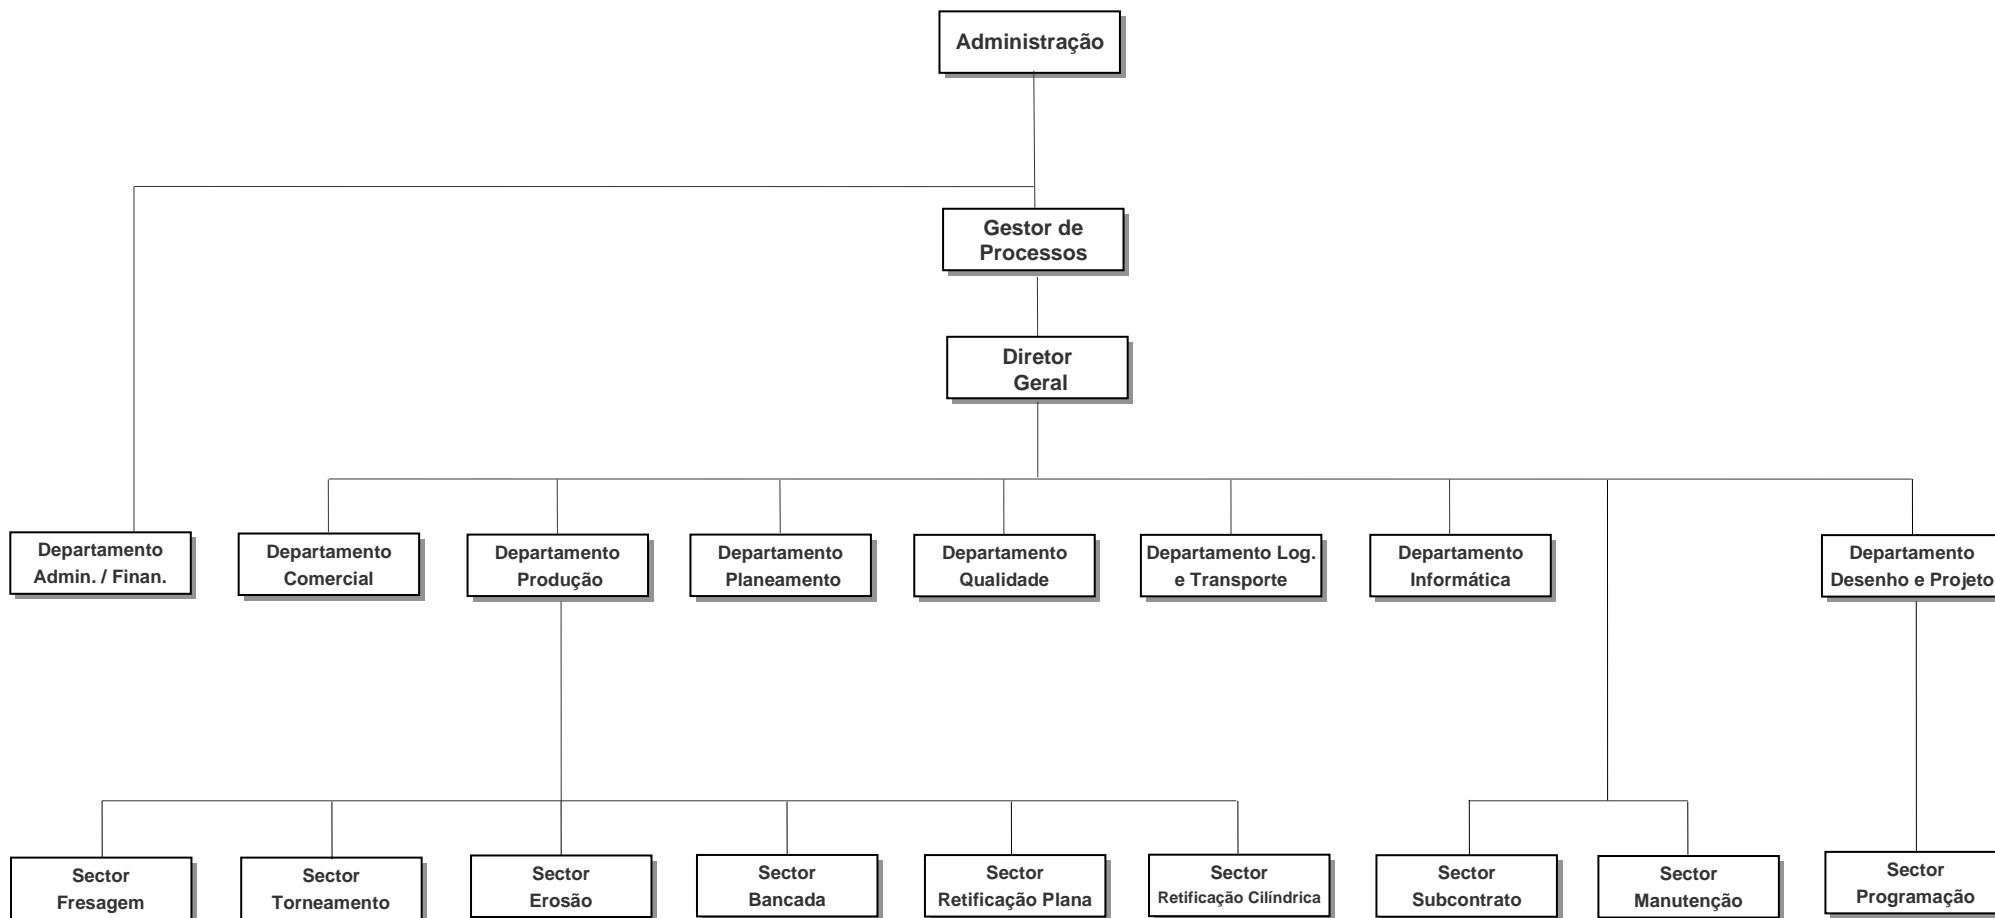 Administração
Gestor de
Processos
Diretor
Geral
Departamento
Admin. / Finan.
Departamento
Comercial
Departamento
Produção
Departamento
Planeamento
Departamento
Qualidade
Departamento Log.
e Transporte
Departamento
Informática
Departamento
Desenho e Projeto
Sector
Fresagem
Sector
Torneamento
Sector
Erosão
Sector
Bancada
Sector
Retificação Plana
Sector
Retificação Cilíndrica
Sector
Subcontrato
Sector
Manutenção
Sector
Programação